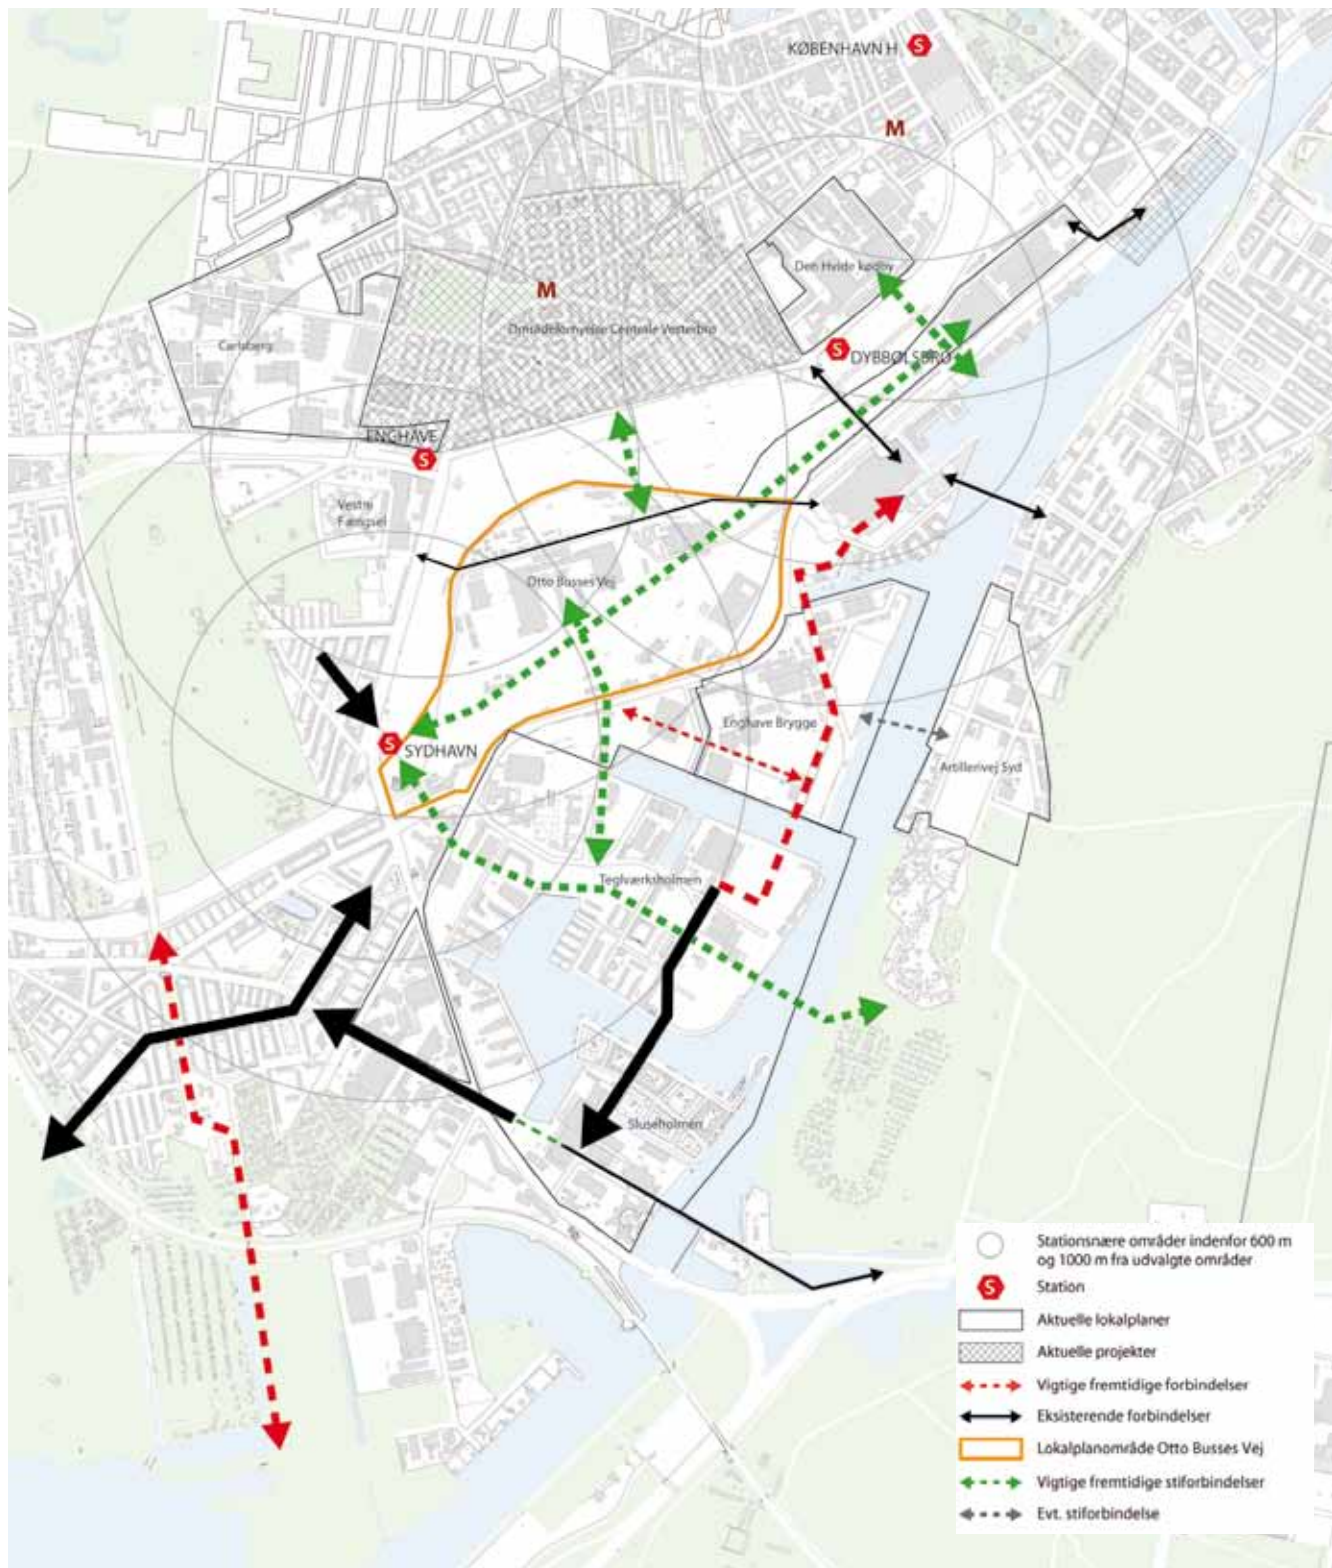 KØBENHAVN H
S
M
Den Hvide kødby
M
Områdefornyelse Centrale Vesterbro
Carlsberg
S
DYBBØLSBRO
ENGHAVE
S
Vestre
Fængsel
Otto Busses Vej
Enghave Brygge
S
SYDHAVN
Artillerivej Syd
Teglværksholmen
Sluseholmen
Stationsnære områder indenfor 600 m
og 1000 m fra udvalgte områder
S
Station
Aktuelle lokalplaner
Aktuelle projekter
Vigtige fremtidige forbindelser
Eksisterende forbindelser
Lokalplanområde Otto Busses Vej
Vigtige fremtidige stiforbindelser
Evt. stiforbindelse